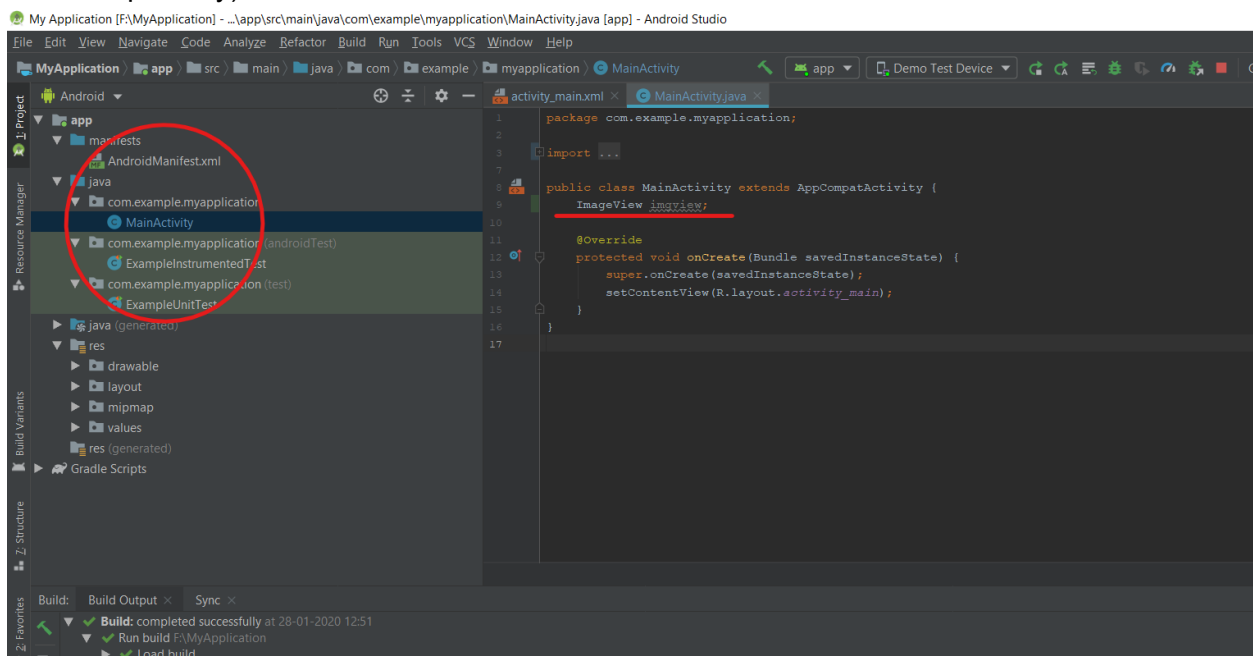 My Application [F:\MyApplication] - ...\app\src\main\java\com\example\myapplication\MainActivity.java [app] - Android Studio
File Edit View Navigate Code Analyze Refactor Build Run Tools VCS Window Help
MyApplication app src main java com example myapplication MainActivity app Demo Test Device
1: Project
Resource Manager
Build Variants
Z: Structure
2: Favorites
Android
app
manifests
AndroidManifest.xml
java
com.example.myapplication
MainActivity
com.example.myapplication (androidTest)
ExampleInstrumentedTest
com.example.myapplication (test)
ExampleUnitTest
java (generated)
res
drawable
layout
mipmap
values
res (generated)
Gradle Scripts
activity_main.xml MainActivity.java
1 package com.example.myapplication;
2
3 import ...
7
8 public class MainActivity extends AppCompatActivity {
9 ImageView imgview;
10
11 @Override
12 protected void onCreate(Bundle savedInstanceState) {
13 super.onCreate(savedInstanceState);
14 setContentView(R.layout.activity_main);
15 }
16 }
17
Build: Build Output Sync
Build: completed successfully at 28-01-2020 12:51
Run build F:\MyApplication
Load build